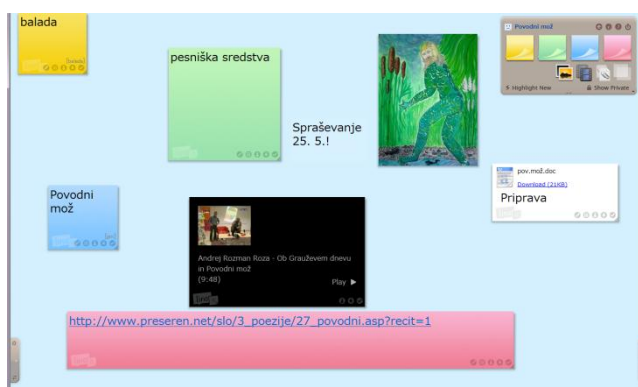 balada
Povodni mož
pesniška sredstva
Highlight New
Show Private
Spraševanje
25. 5.!
pov.mož.doc
Download (21KB)
Priprava
Povodni
mož
Andrej Rozman Roza - Ob Grauževem dnevu
in Povodni mož
(9:48)
Play
http://www.preseren.net/slo/3_poezije/27_povodni.asp?recit=1